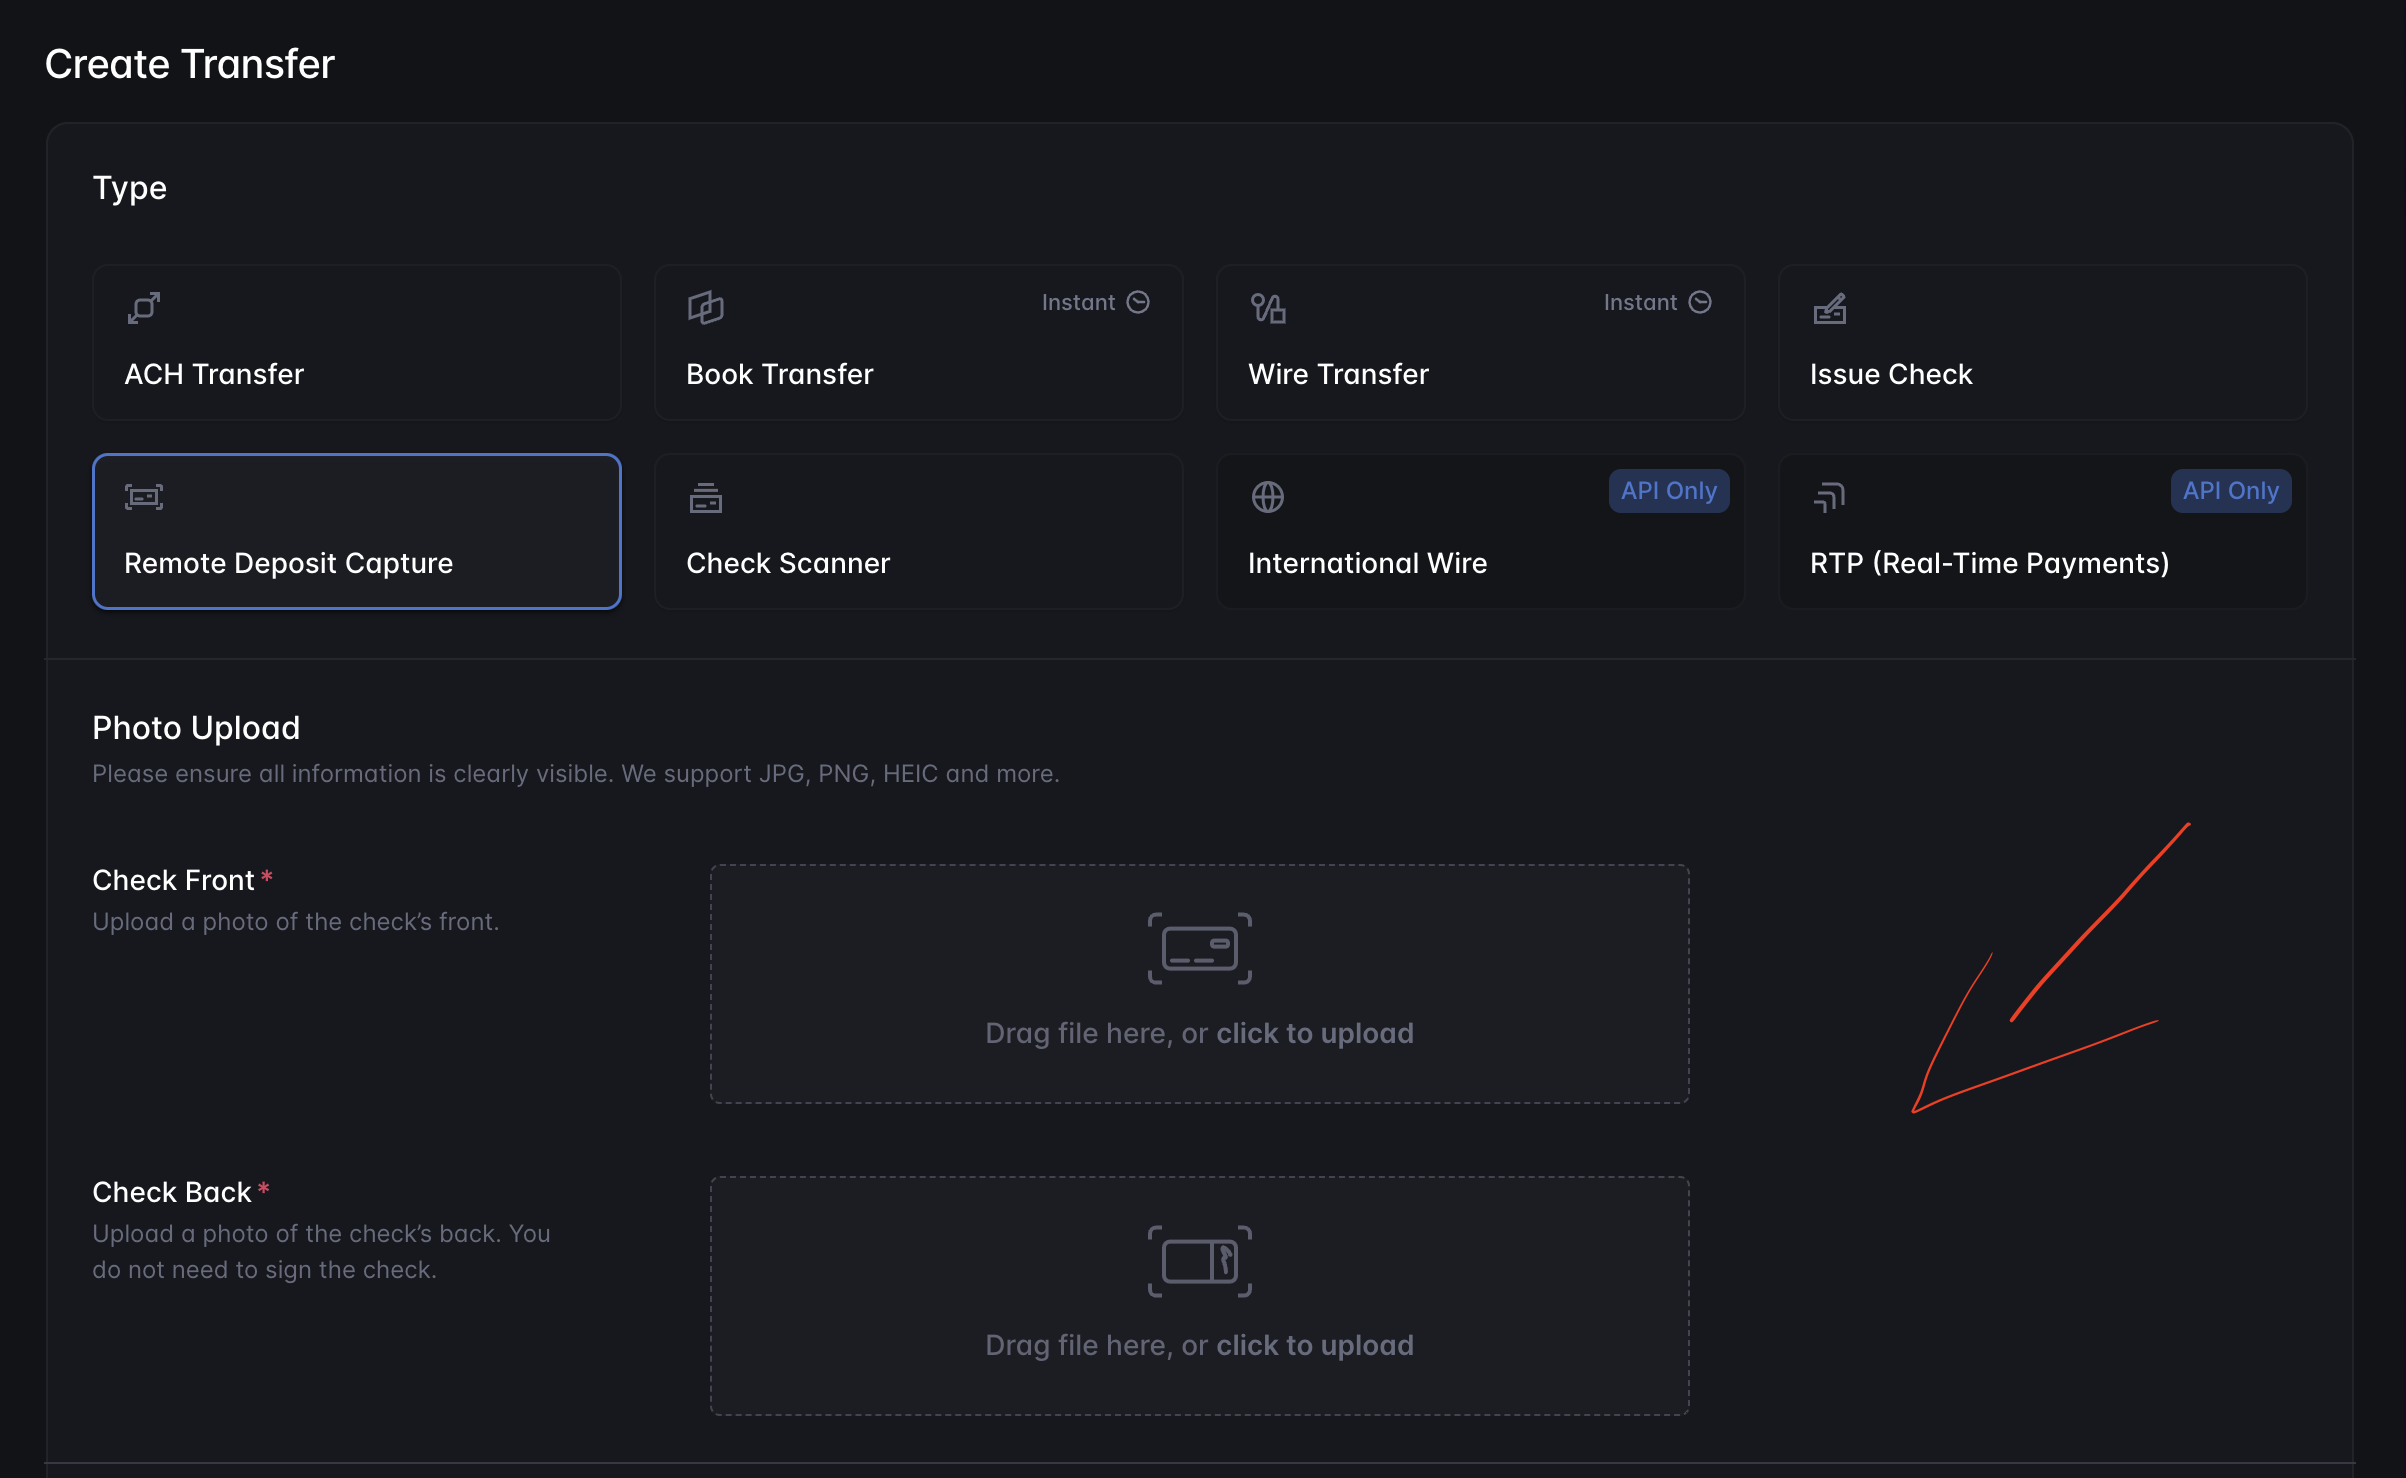 Create Transfer
Type
ACH Transfer
Instant
Book Transfer
Instant
Wire Transfer
Issue Check
Remote Deposit Capture
Check Scanner
API Only
International Wire
API Only
RTP (Real-Time Payments)
Photo Upload
Please ensure all information is clearly visible. We support JPG, PNG, HEIC and more.
Check Front *
Upload a photo of the check’s front.
Drag file here, or click to upload
Check Back *
Upload a photo of the check’s back. You
do not need to sign the check.
Drag file here, or click to upload